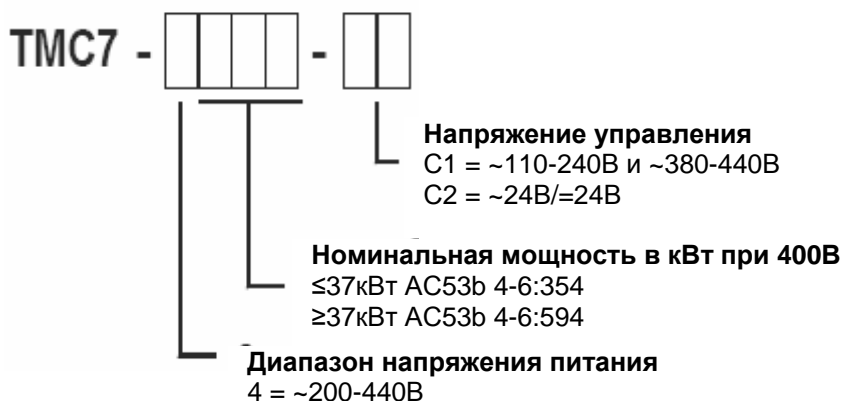 TMC7 - -
Напряжение управления
C1 = ~110-240В и ~380-440В
C2 = ~24В/=24В
Номинальная мощность в кВт при 400В
≤37кВт AC53b 4-6:354
≥37кВт AC53b 4-6:594
Диапазон напряжения питания
4 = ~200-440В